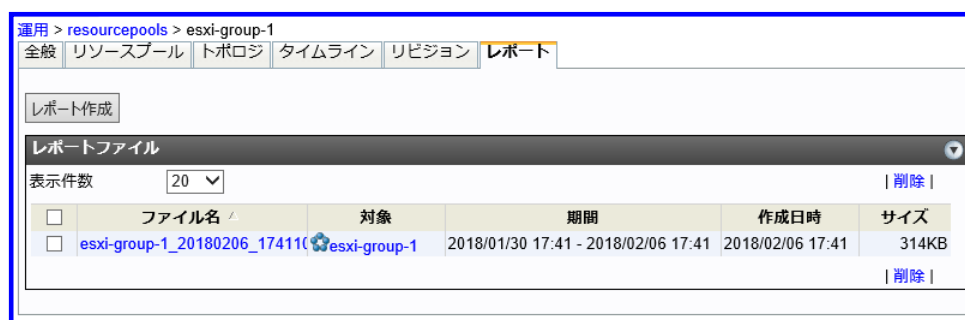 運用 > resourcepools > esxi-group-1
全般 リソースプール トポロジ タイムライン リビジョン レポート
レポート作成
レポートファイル
表示件数 20 | 削除 |
ファイル名 対象 期間 作成日時 サイズ
esxi-group-1_20180206_174110 esxi-group-1 2018/01/30 17:41 - 2018/02/06 17:41 2018/02/06 17:41 314KB
| 削除 |